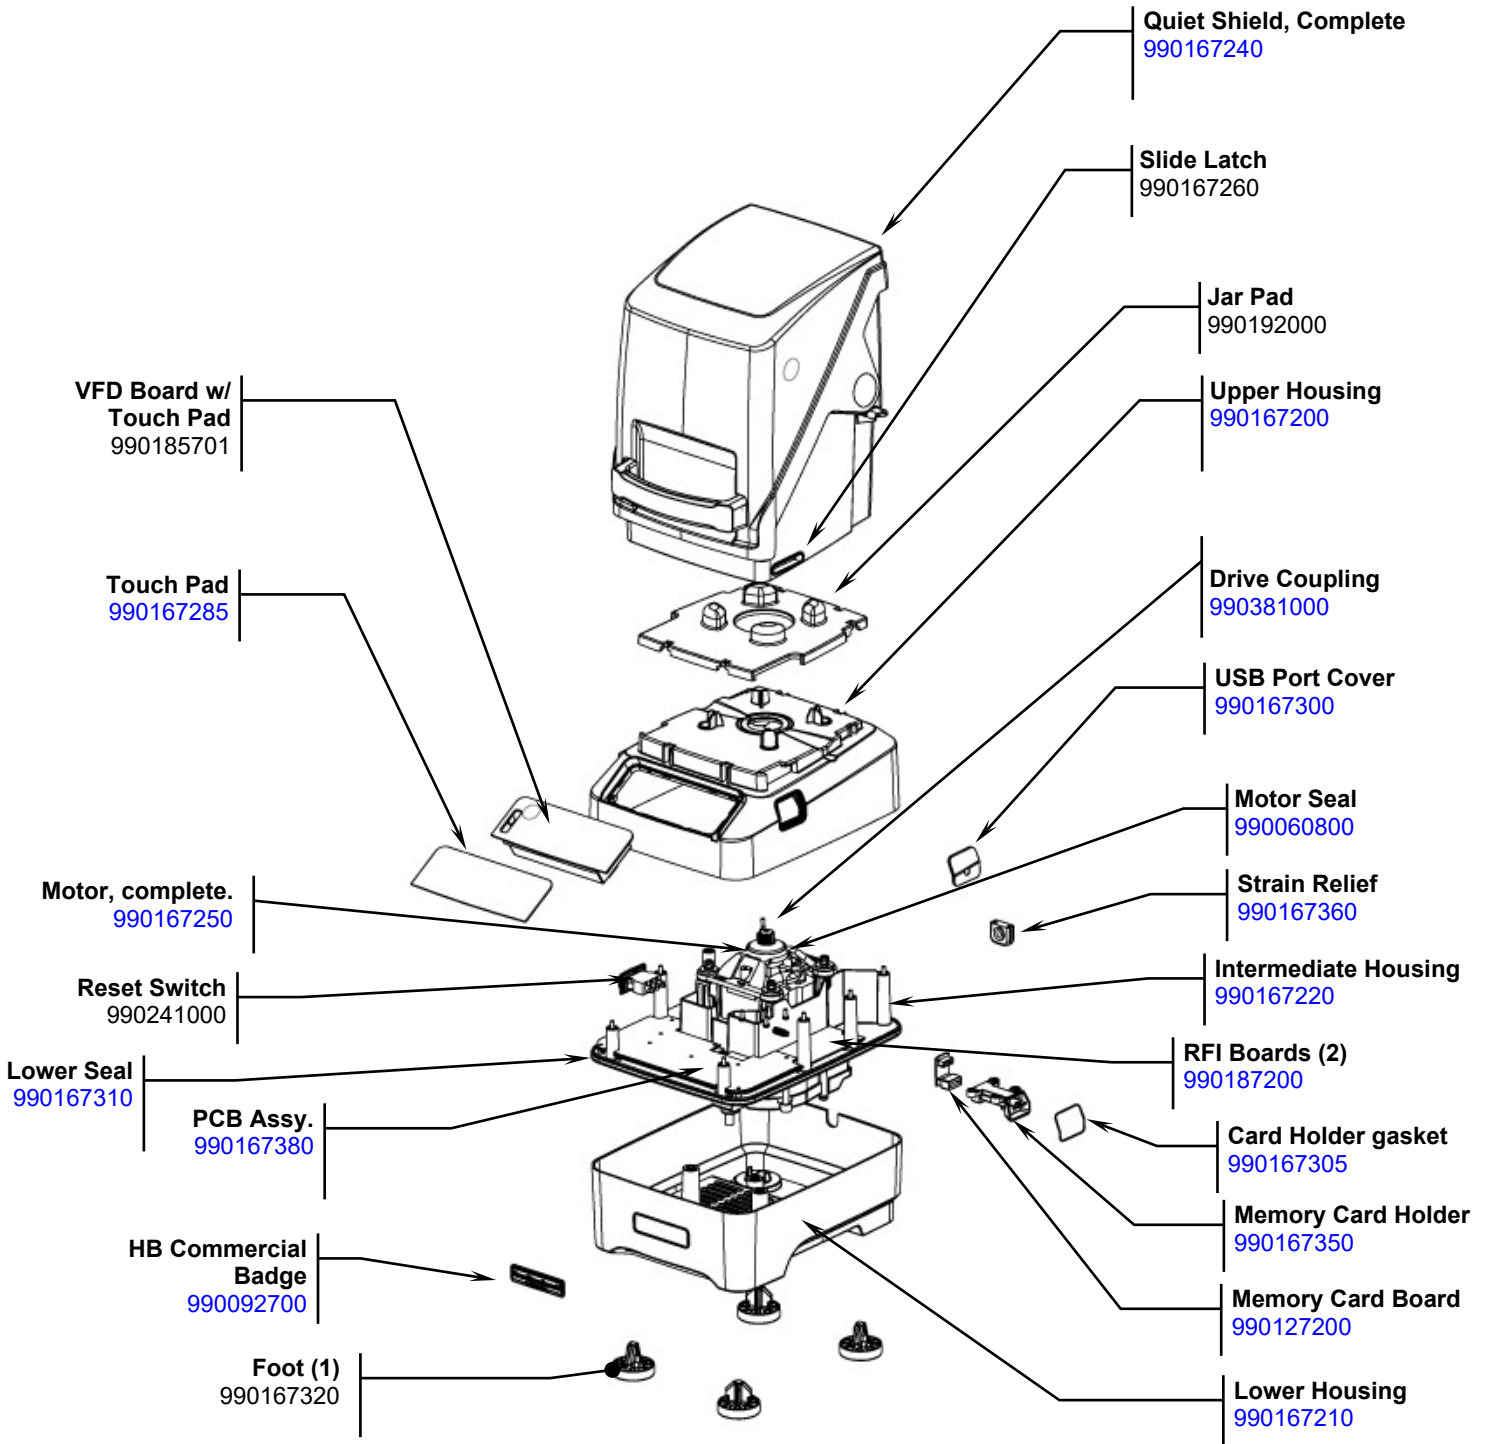 Quiet Shield, Complete
990167240
Slide Latch
990167260
Jar Pad
990192000
VFD Board w/
Touch Pad
990185701
Upper Housing
990167200
Touch Pad
990167285
Drive Coupling
990381000
USB Port Cover
990167300
Motor Seal
990060800
Motor, complete.
990167250
Strain Relief
990167360
Reset Switch
990241000
Intermediate Housing
990167220
Lower Seal
990167310
RFI Boards (2)
990187200
PCB Assy.
990167380
Card Holder gasket
990167305
HB Commercial
Badge
990092700
Memory Card Holder
990167350
Memory Card Board
990127200
Foot (1)
990167320
Lower Housing
990167210